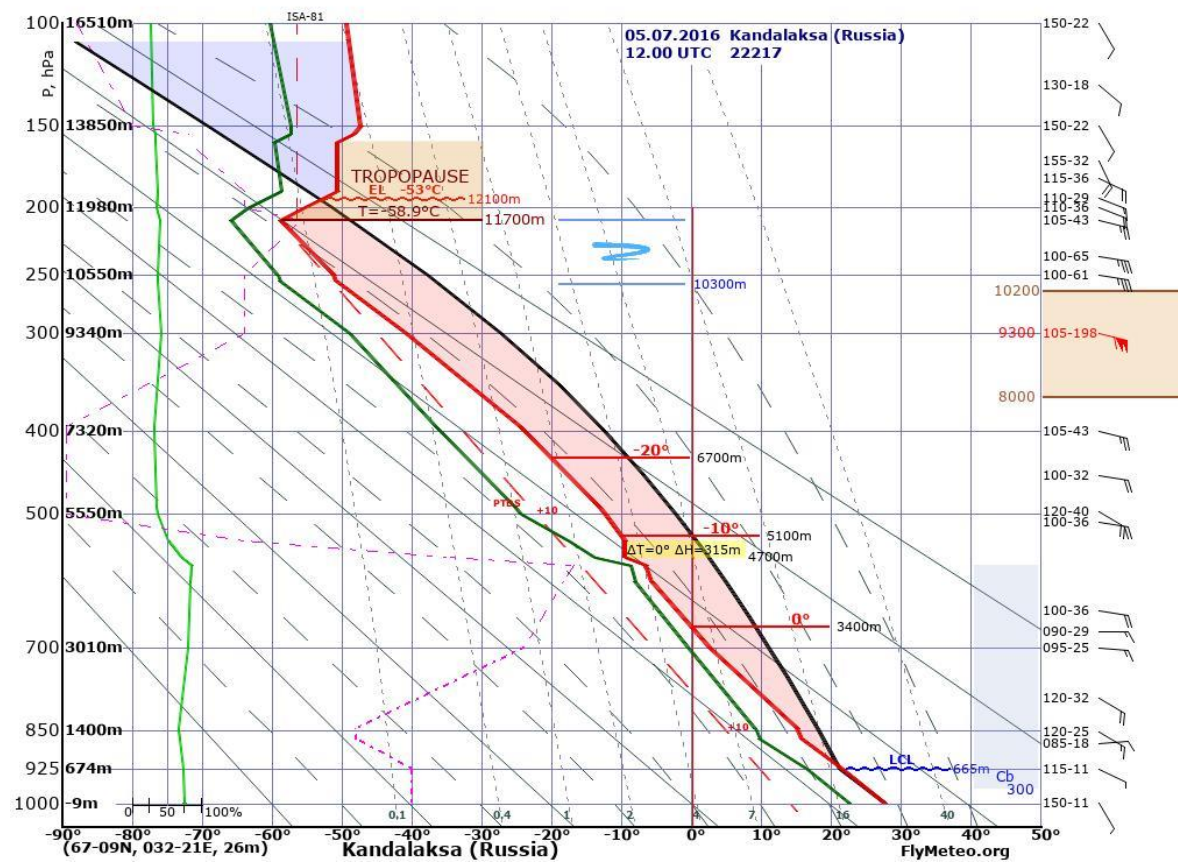 ISA-81
100 16510m
150-22
P, hPa
05.07.2016 Kandalaksa (Russia)
12.00 UTC 22217
130-18
150 13850m
150-22
155-32
TROPOPAUSE
115-36
EL -53°C
12100m
110-29
200 11980m
T=-58.9°C
11700m
100-36
105-43
100-65
250 10550m
100-61
10300m
10200
300 9340m
9300 105-198
8000
400 7320m
105-43
-20°
6700m
100-32
PTBS +10
500 5550m
120-40
100-36
-10°
5100m
ΔT=0° ΔH=315m
4700m
100-36
0°
3400m
090-29
700 3010m
095-25
120-32
850 1400m
+10
120-25
085-18
925 674m
LCL
665m
115-11
Cb
300
1000 -9m
150-11
0 50 100%
0,1 0,4 1 2 4 7 16 40
-90° -80° -70° -60° -50° -40° -30° -20° -10° 0° 10° 20° 30° 40° 50°
(67-09N, 032-21E, 26m)
Kandalaksa (Russia)
FlyMeteo.org